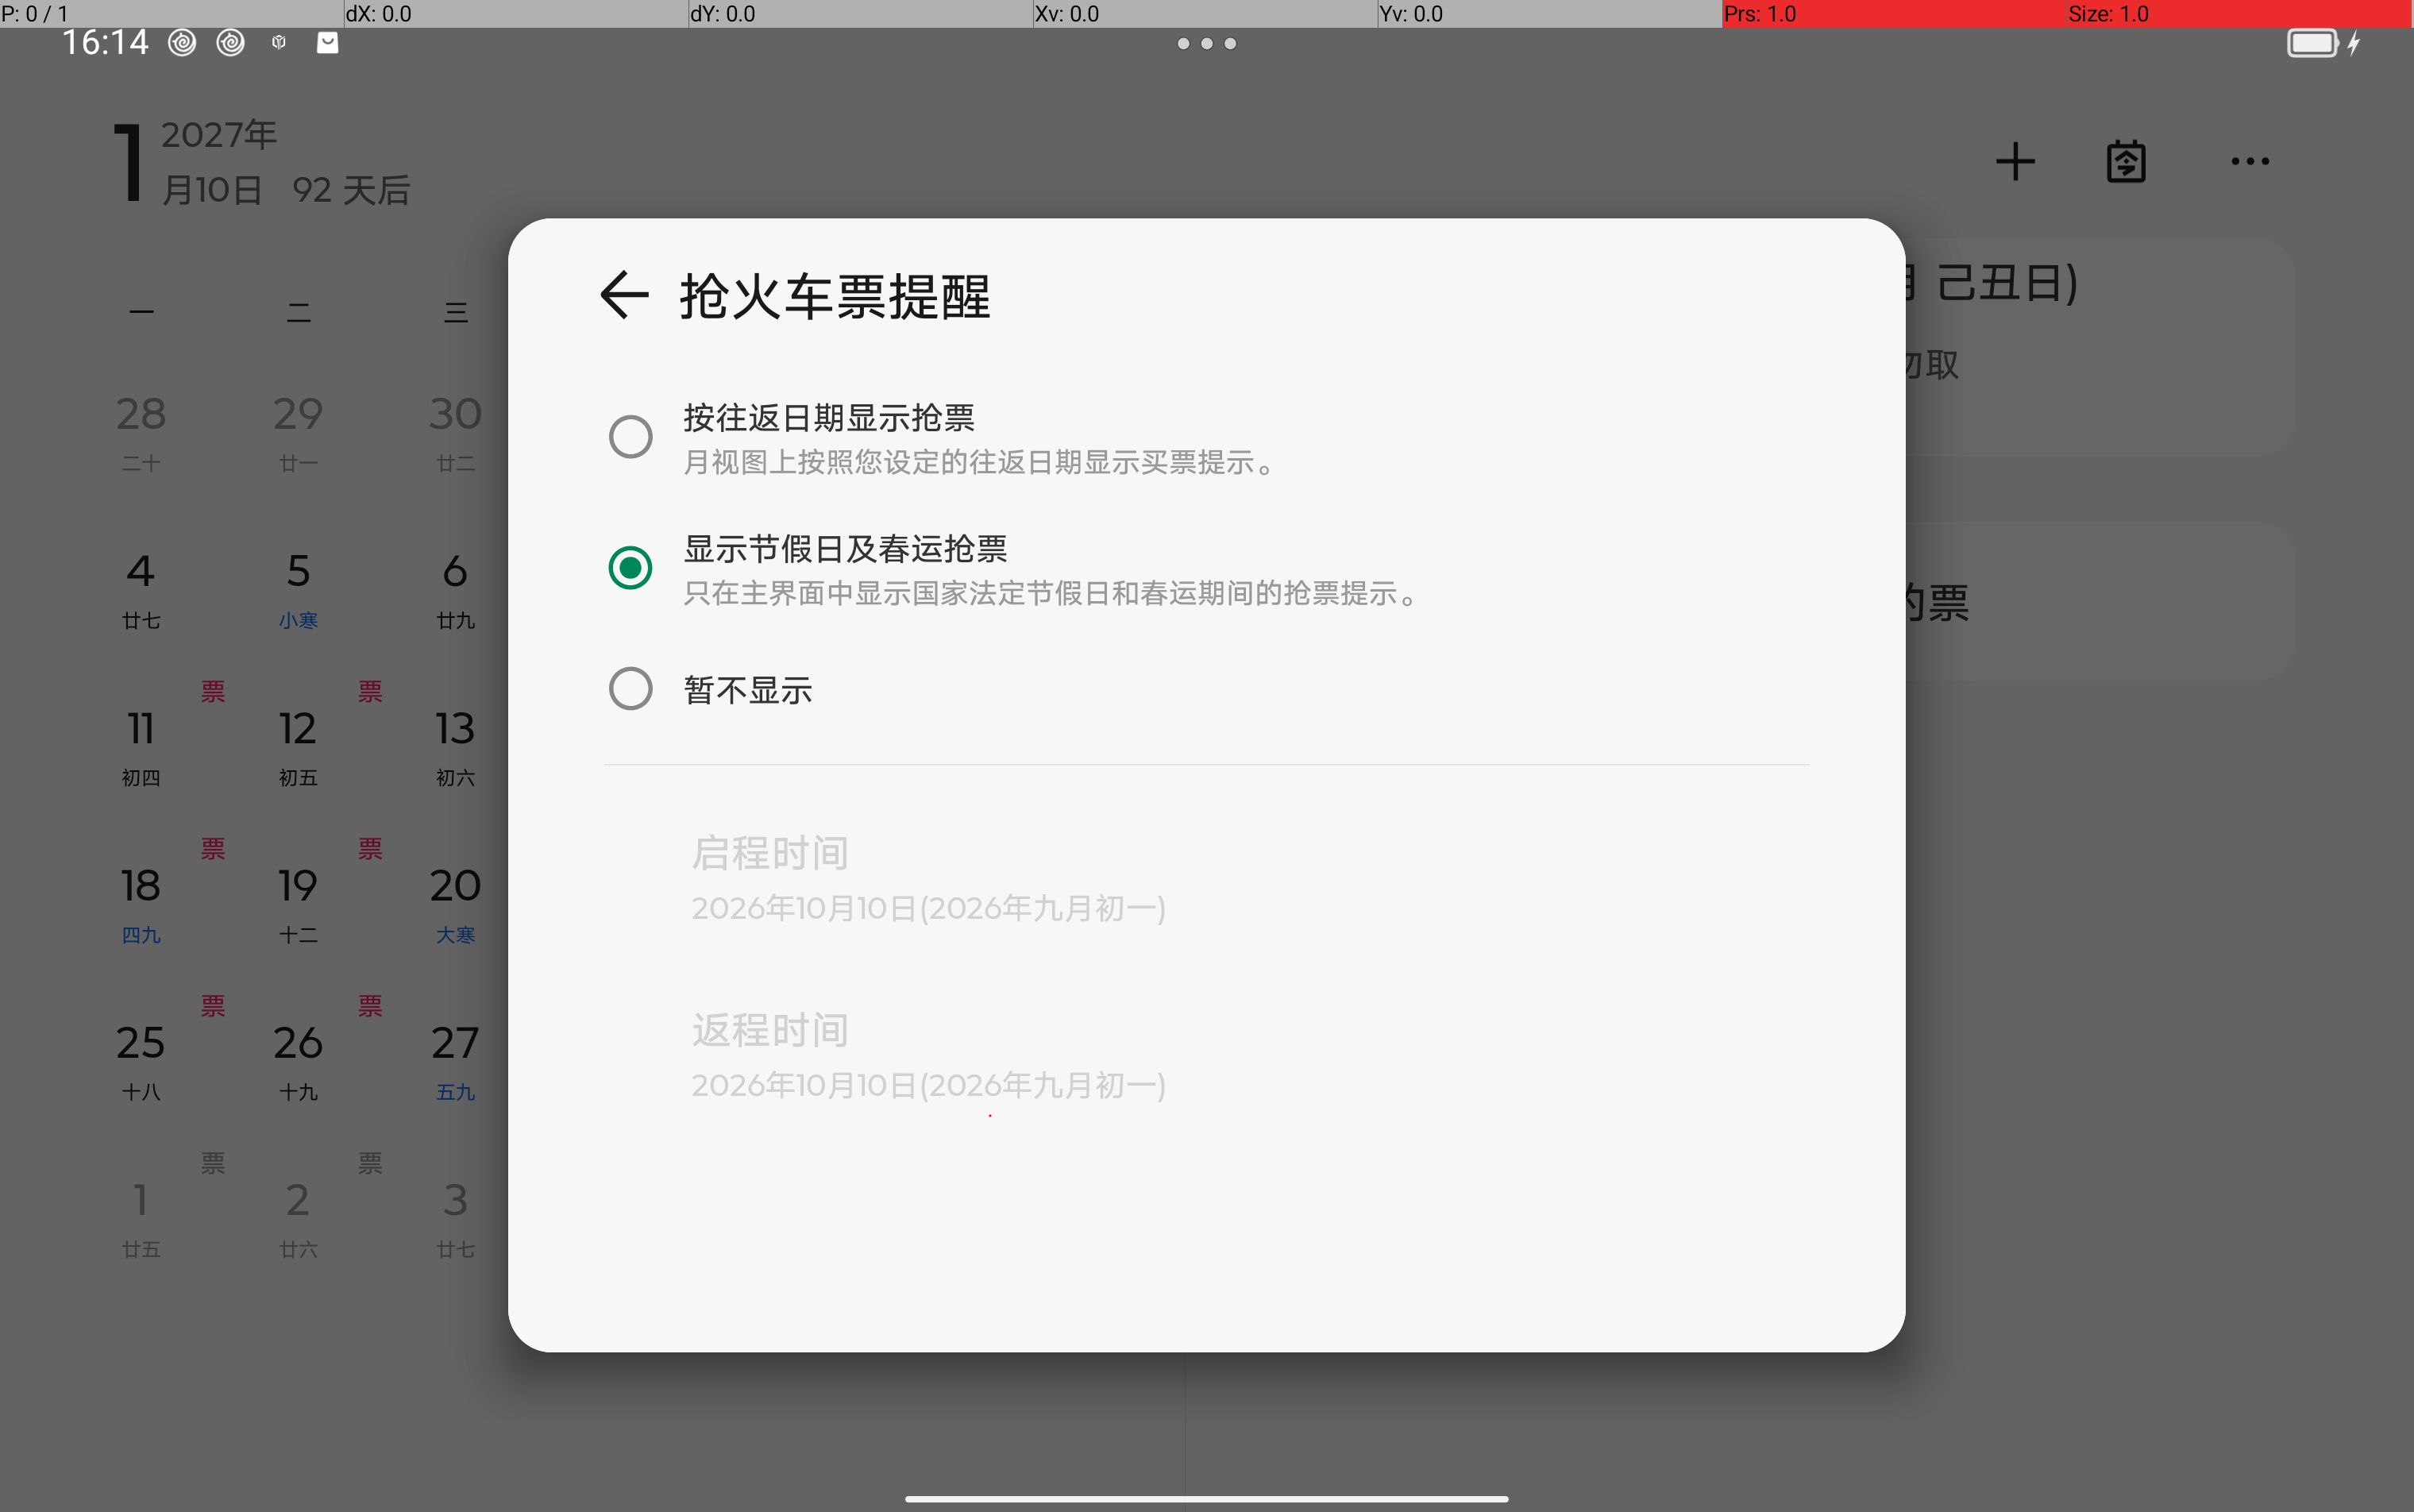 P: 0 / 1 dX: 0.0 dY: 0.0 Xv: 0.0 Yv: 0.0 Prs: 1.0 Size: 1.0
16:14
1 2027年
月10日 92 天后
一 二 三
28 29 30
二十 廿一 廿二
4 5 6
廿七 小寒 廿九
票 票
11 12 13
初四 初五 初六
票 票
18 19 20
四九 十二 大寒
票 票
25 26 27
十八 十九 五九
票 票
1 2 3
廿五 廿六 廿七
抢火车票提醒
按往返日期显示抢票
月视图上按照您设定的往返日期显示买票提示。
显示节假日及春运抢票
只在主界面中显示国家法定节假日和春运期间的抢票提示。
暂不显示
启程时间
2026年10月10日(2026年九月初一)
返程时间
2026年10月10日(2026年九月初一)
月 己丑日)
取
的票